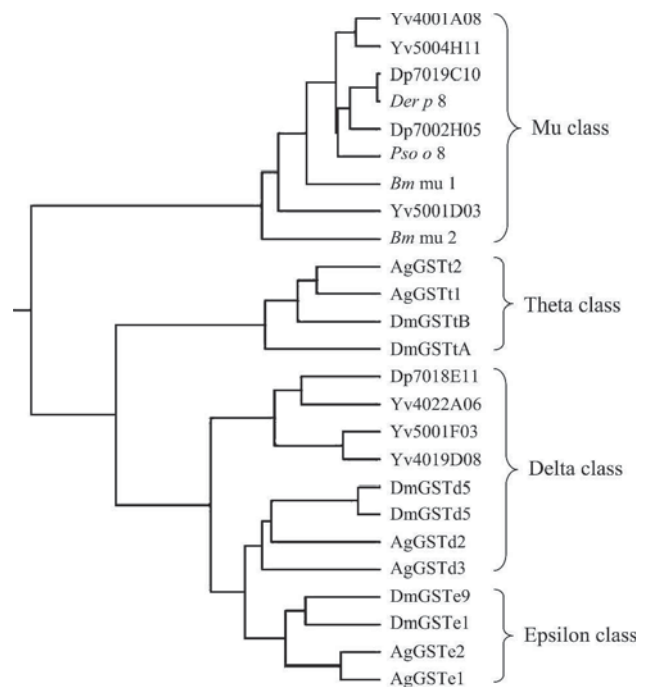 Yv4001A08
Yv5004H11
Dp7019C10
Der p 8
Dp7002H05
Pso o 8
Bm mu 1
Yv5001D03
Bm mu 2
Mu class
AgGSTt2
AgGSTt1
DmGSTtB
DmGSTtA
Theta class
Dp7018E11
Yv4022A06
Yv5001F03
Yv4019D08
DmGSTd5
DmGSTd5
AgGSTd2
AgGSTd3
Delta class
DmGSTe9
DmGSTe1
AgGSTe2
AgGSTe1
Epsilon class